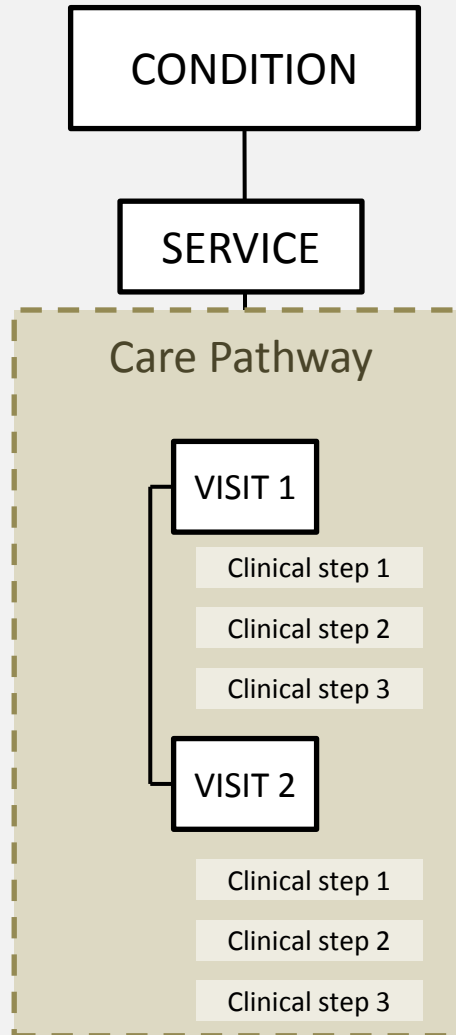 CONDITION
SERVICE
Care Pathway
VISIT 1
Clinical step 1
Clinical step 2
Clinical step 3
VISIT 2
Clinical step 1
Clinical step 2
Clinical step 3